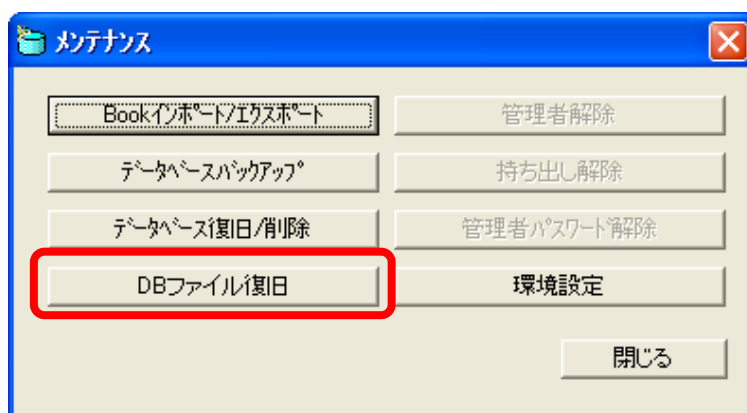 メンテナンス
Bookインポート/エクスポート
管理者解除
データベースバックアップ
持ち出し解除
データベース復旧/削除
管理者パスワード解除
DBファイル復旧
環境設定
閉じる